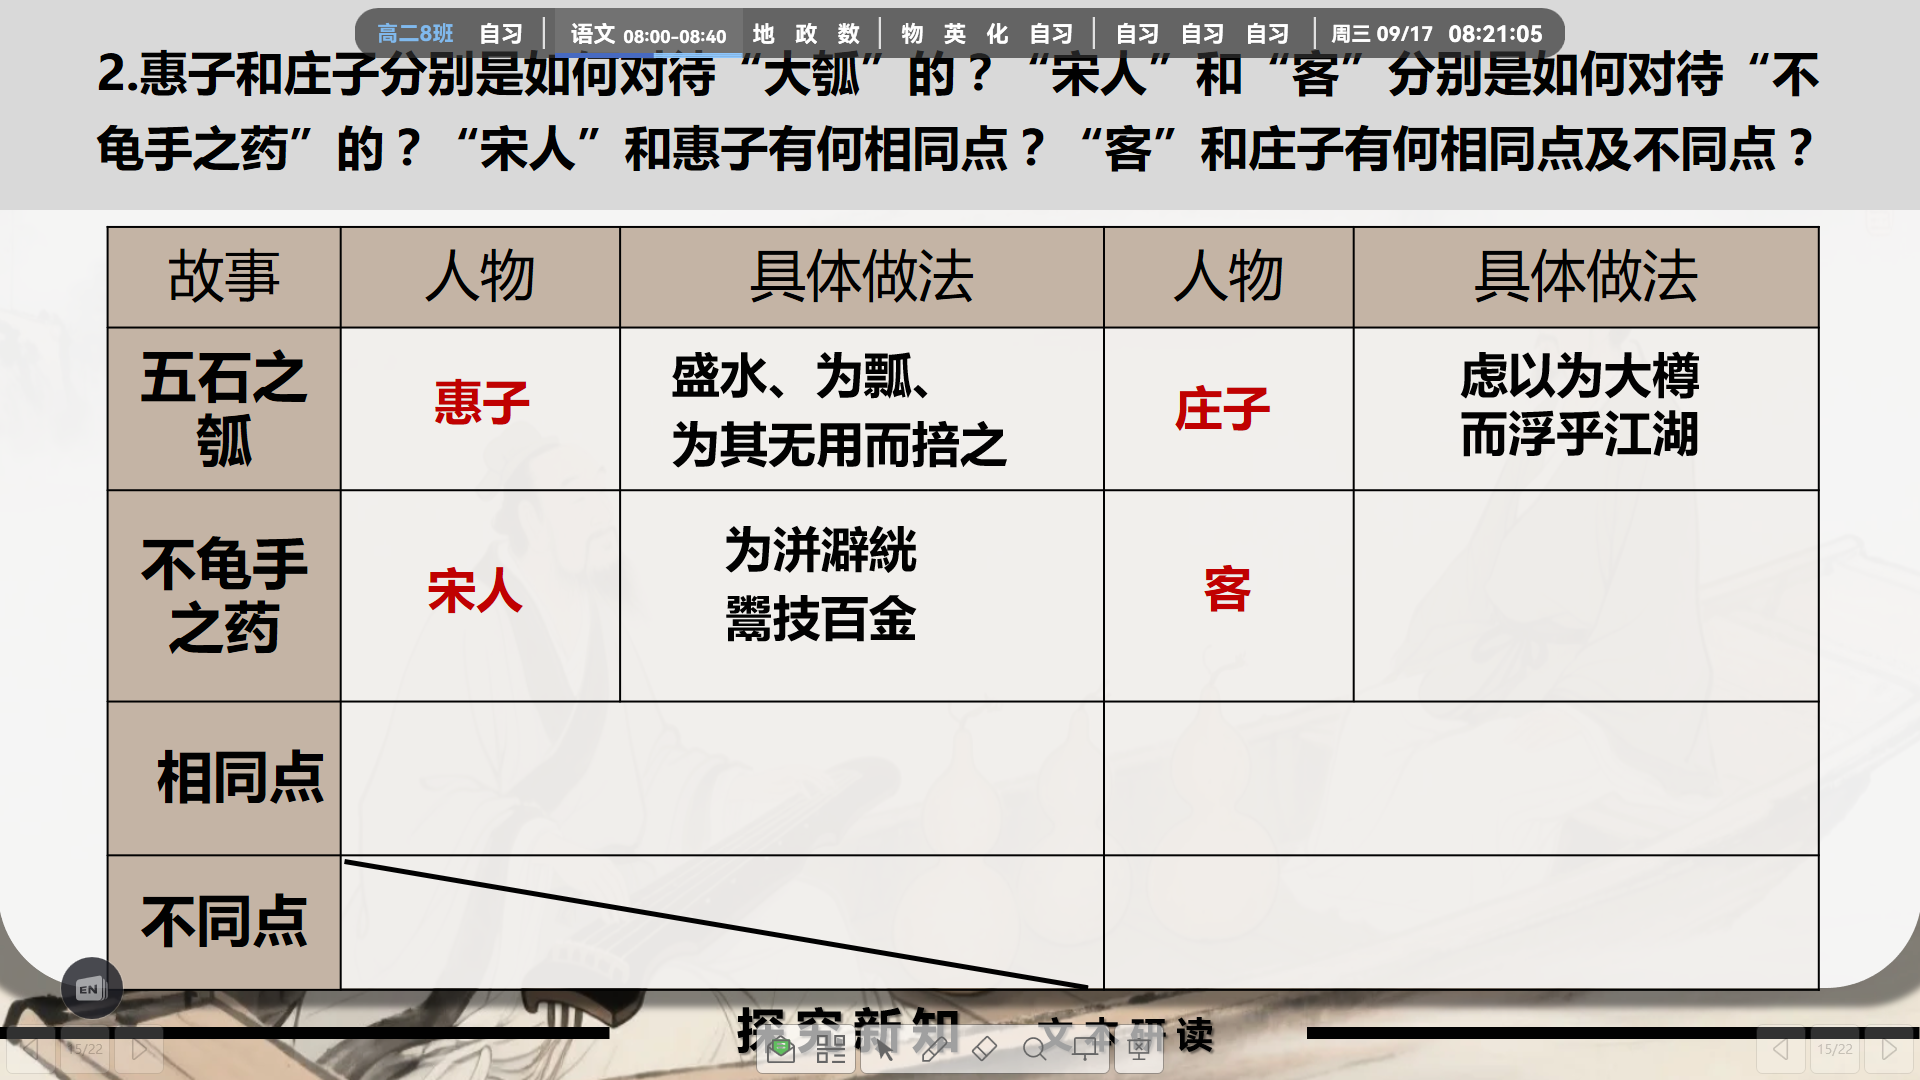 高二8班 自习 语文 08:00-08:40 地 政 数 物 英 化 自习 自习 自习 自习 周三 09/17 08:21:05
2.惠子和庄子分别是如何对待“大瓠”的？“宋人”和“客”分别是如何对待“不
龟手之药”的？“宋人”和惠子有何相同点？“客”和庄子有何相同点及不同点？
故事 人物 具体做法 人物 具体做法
五石之
瓠
惠子
盛水、为瓢、
为其无用而掊之
庄子
虑以为大樽
而浮乎江湖
不龟手
之药
宋人
为洴澼絖
鬻技百金
客
相同点
不同点
EN
探究新知 文本研读
15/22
15/22